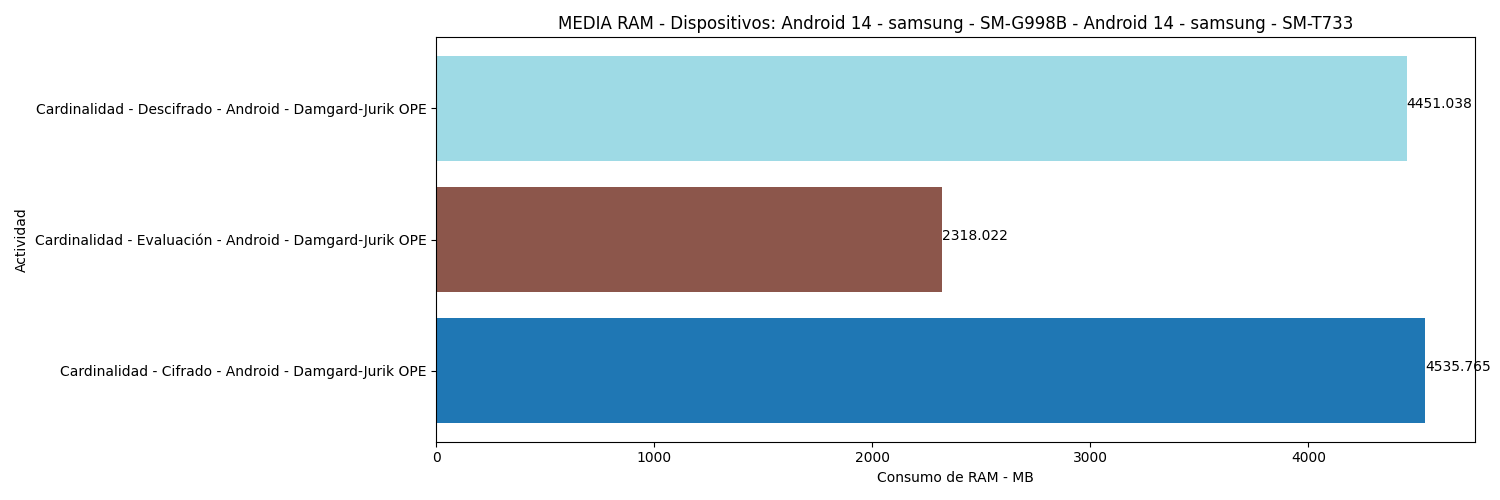 MEDIA RAM - Dispositivos: Android 14 - samsung - SM-G998B - Android 14 - samsung - SM-T733
Cardinalidad - Descifrado - Android - Damgard-Jurik OPE
4451.038
Cardinalidad - Evaluación - Android - Damgard-Jurik OPE
2318.022
Cardinalidad - Cifrado - Android - Damgard-Jurik OPE
4535.765
Actividad
0 1000 2000 3000 4000
Consumo de RAM - MB